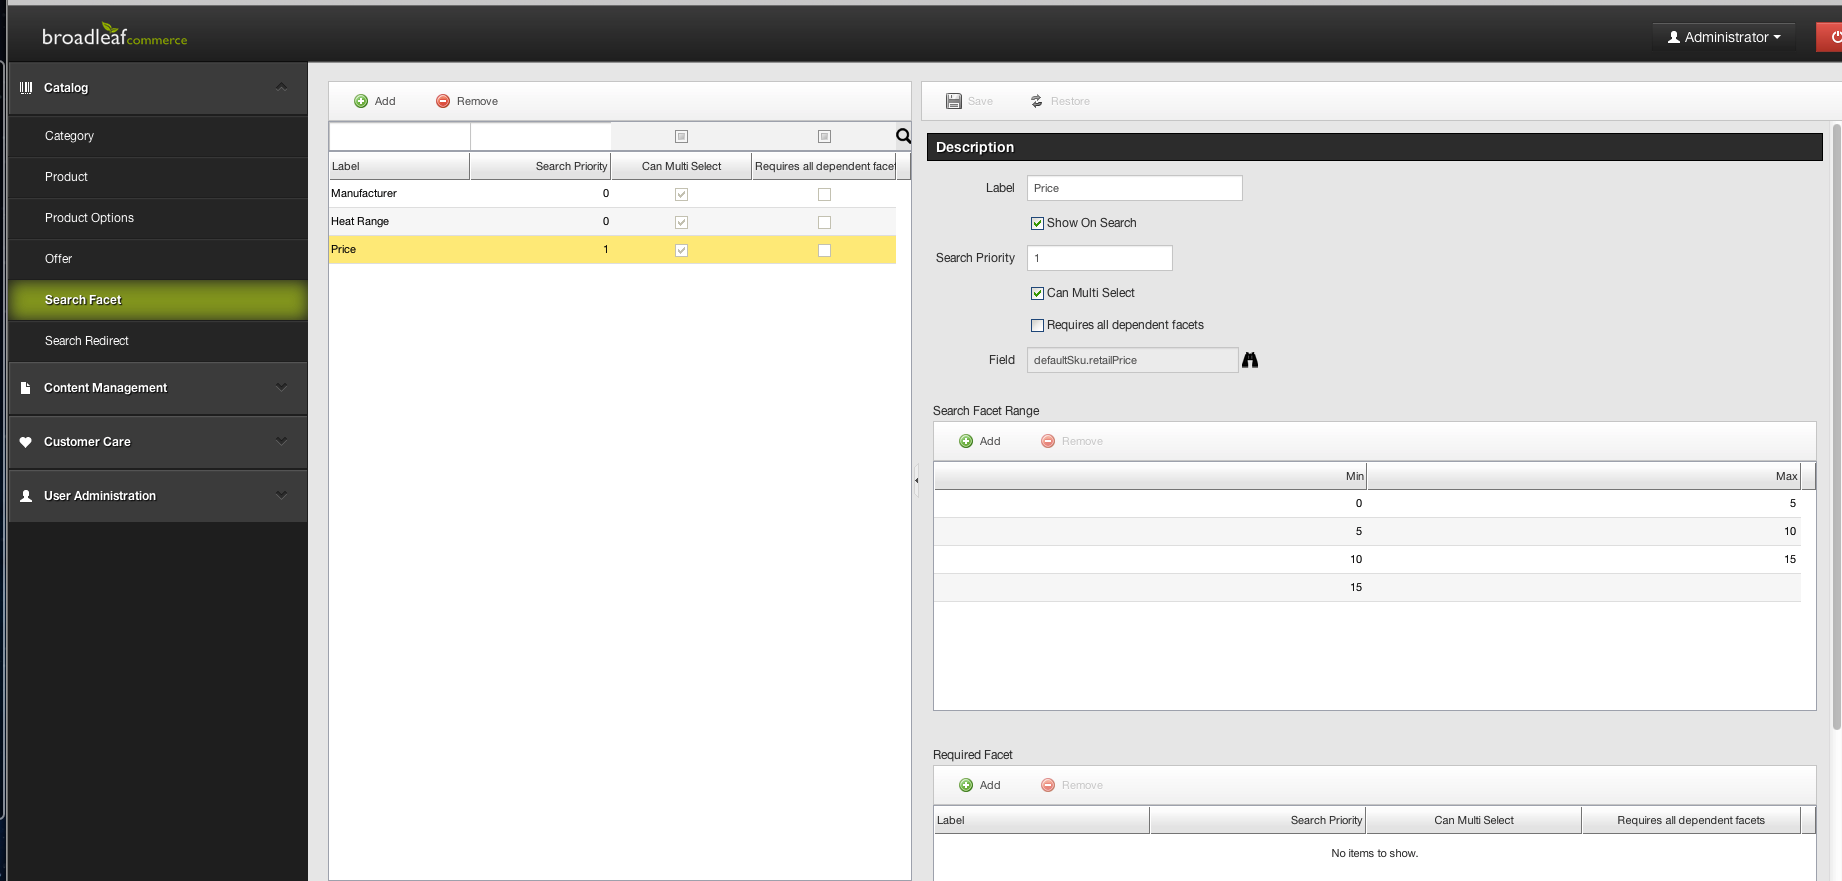 broadleafcommerce
Administrator
Catalog
Category
Product
Product Options
Offer
Search Facet
Search Redirect
Content Management
Customer Care
User Administration
Add Remove
Label Search Priority Can Multi Select Requires all dependent facet
Manufacturer 0
Heat Range 0
Price 1
Save Restore
Description
Label Price
Show On Search
Search Priority 1
Can Multi Select
Requires all dependent facets
Field defaultSku.retailPrice
Search Facet Range
Add Remove
Min Max
0 5
5 10
10 15
15
Required Facet
Add Remove
Label Search Priority Can Multi Select Requires all dependent facets
No items to show.